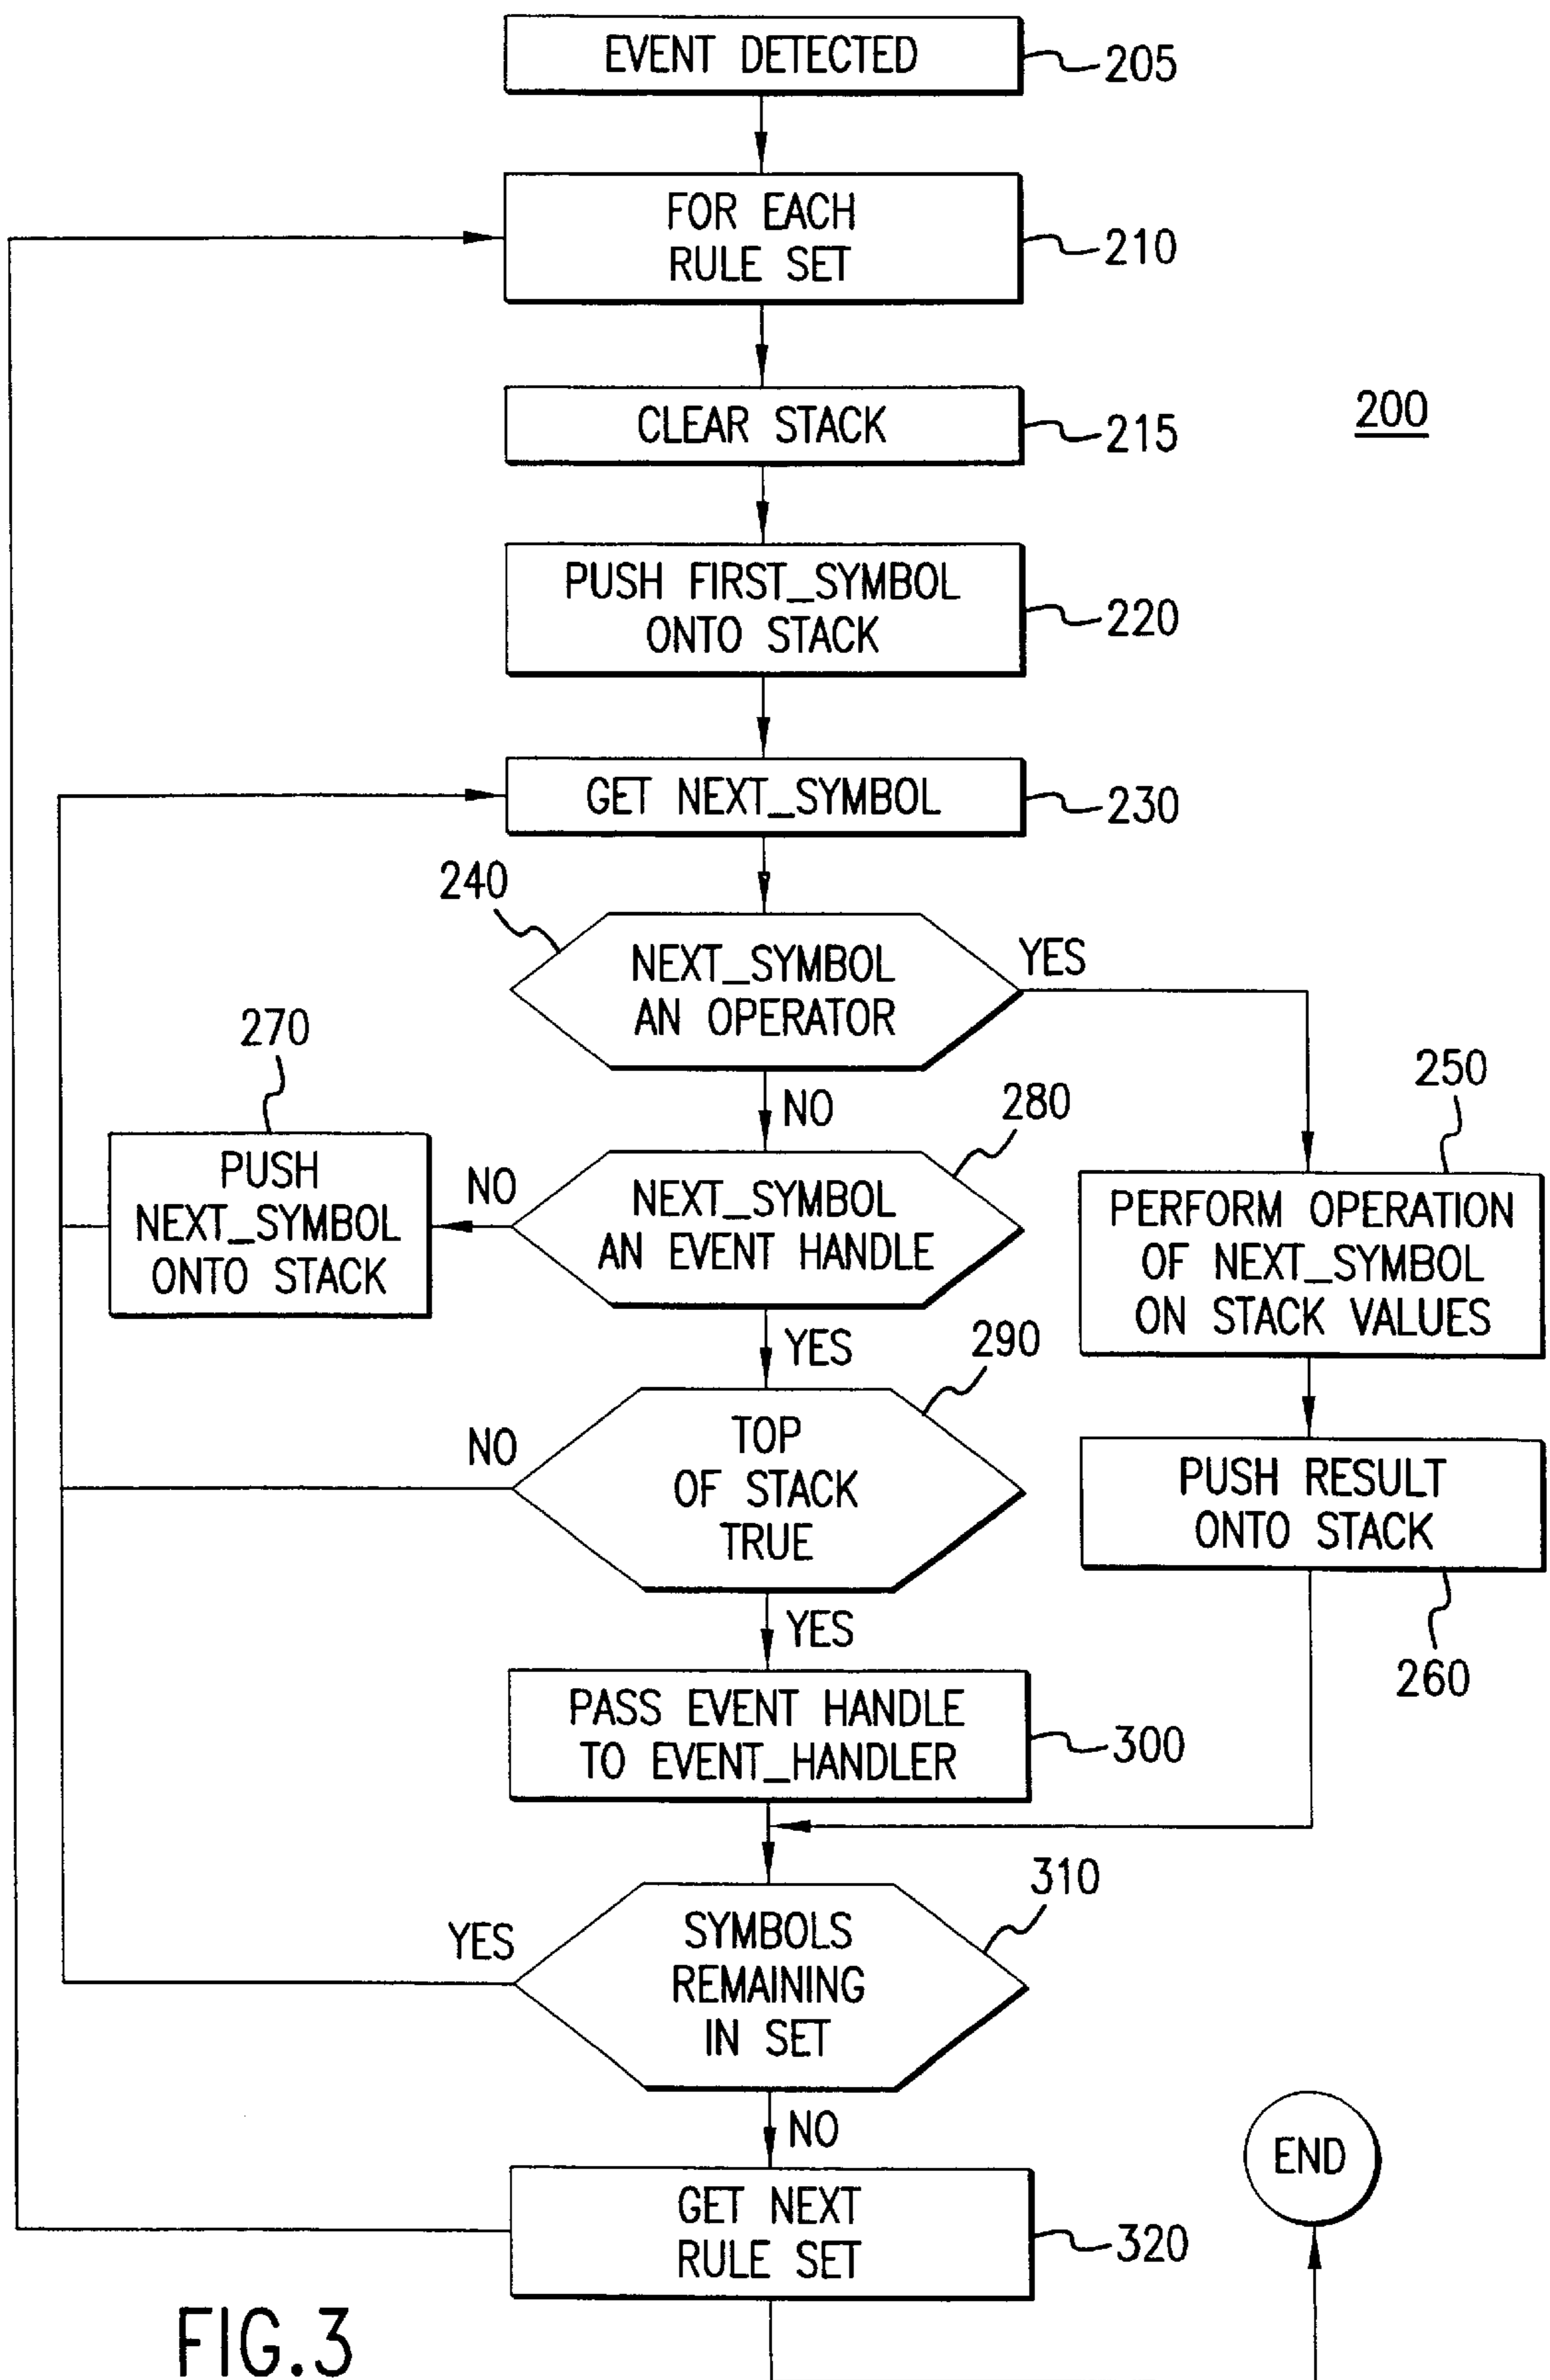 EVENT DETECTED
205
FOR EACH
RULE SET
210
CLEAR STACK
215
200
PUSH FIRST_SYMBOL
ONTO STACK
220
GET NEXT_SYMBOL
230
240
NEXT_SYMBOL
AN OPERATOR
YES
NO
270
PUSH
NEXT_SYMBOL
ONTO STACK
NO
280
NEXT_SYMBOL
AN EVENT HANDLE
250
PERFORM OPERATION
OF NEXT_SYMBOL
ON STACK VALUES
YES
290
NO
TOP
OF STACK
TRUE
PUSH RESULT
ONTO STACK
260
YES
PASS EVENT HANDLE
TO EVENT_HANDLER
300
310
YES
SYMBOLS
REMAINING
IN SET
NO
GET NEXT
RULE SET
320
END
FIG.3